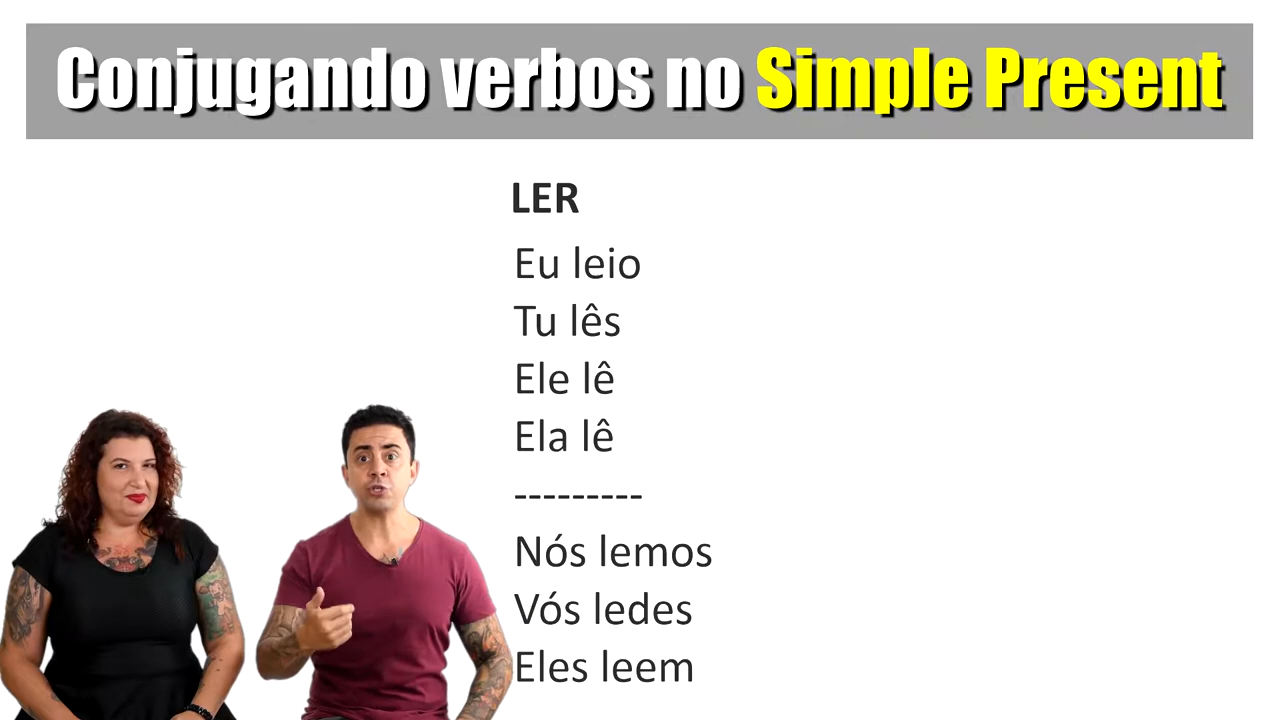 Conjugando verbos no Simple Present
LER
Eu leio
Tu lês
Ele lê
Ela lê
---------
Nós lemos
Vós ledes
Eles leem